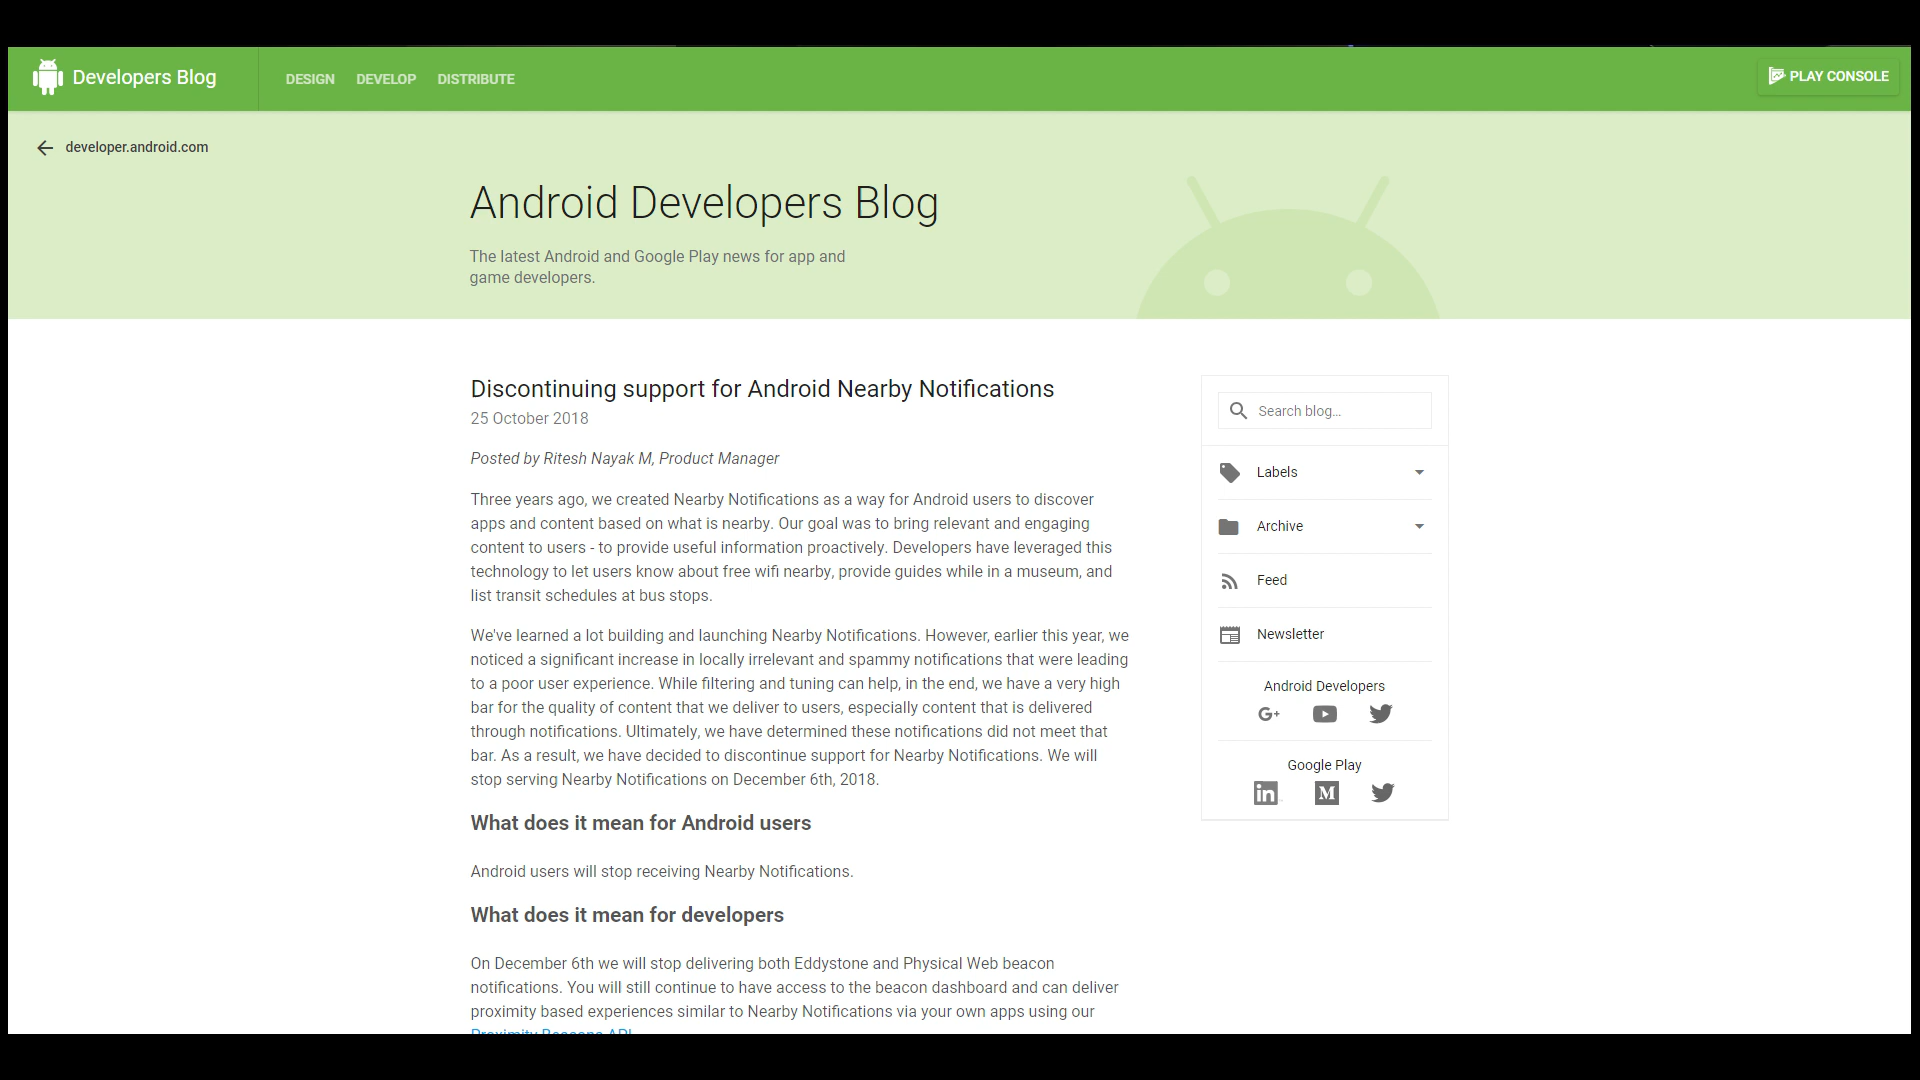 Developers Blog
DESIGN DEVELOP DISTRIBUTE
PLAY CONSOLE
developer.android.com
Android Developers Blog
The latest Android and Google Play news for app and
game developers.
Discontinuing support for Android Nearby Notifications
25 October 2018
Posted by Ritesh Nayak M, Product Manager
Three years ago, we created Nearby Notifications as a way for Android users to discover
apps and content based on what is nearby. Our goal was to bring relevant and engaging
content to users - to provide useful information proactively. Developers have leveraged this
technology to let users know about free wifi nearby, provide guides while in a museum, and
list transit schedules at bus stops.
We've learned a lot building and launching Nearby Notifications. However, earlier this year, we
noticed a significant increase in locally irrelevant and spammy notifications that were leading
to a poor user experience. While filtering and tuning can help, in the end, we have a very high
bar for the quality of content that we deliver to users, especially content that is delivered
through notifications. Ultimately, we have determined these notifications did not meet that
bar. As a result, we have decided to discontinue support for Nearby Notifications. We will
stop serving Nearby Notifications on December 6th, 2018.
What does it mean for Android users
Android users will stop receiving Nearby Notifications.
What does it mean for developers
On December 6th we will stop delivering both Eddystone and Physical Web beacon
notifications. You will still continue to have access to the beacon dashboard and can deliver
proximity based experiences similar to Nearby Notifications via your own apps using our
Proximity Beacons API
Search blog...
Labels
Archive
Feed
Newsletter
Android Developers
G+
Google Play
in M